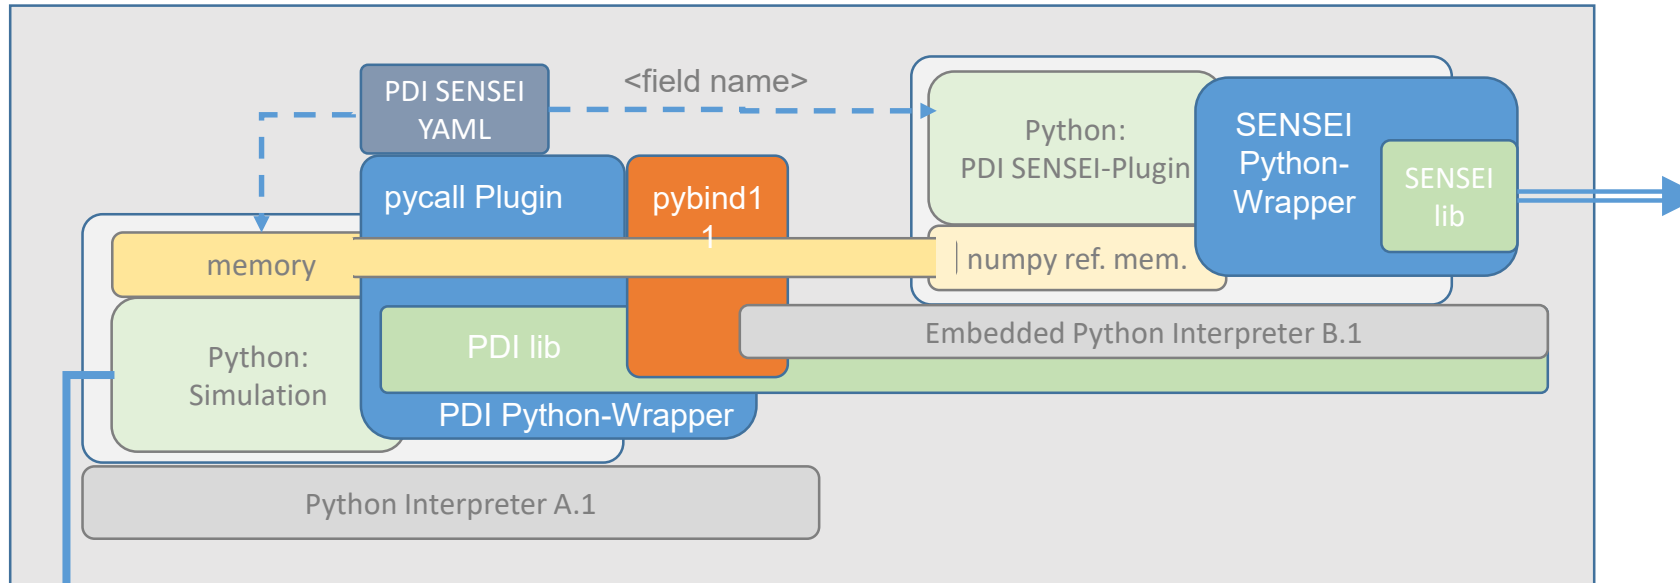 PDI SENSEI
YAML
<field name>
pycall Plugin
pybind1
1
Python:
PDI SENSEI-Plugin
SENSEI
Python-
Wrapper
SENSEI
lib
memory
numpy ref. mem.
Python:
Simulation
PDI lib
PDI Python-Wrapper
Embedded Python Interpreter B.1
Python Interpreter A.1